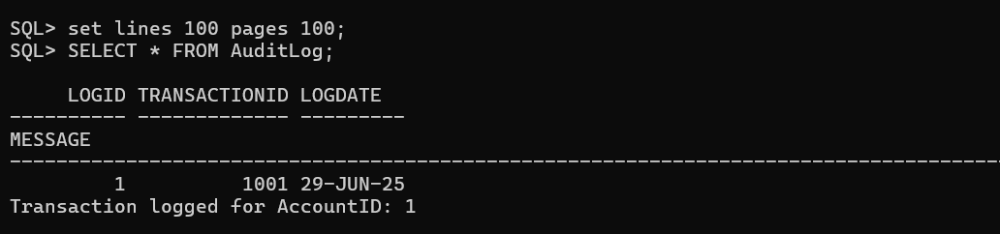 SQL> set lines 100 pages 100;
SQL> SELECT * FROM AuditLog;
     LOGID TRANSACTIONID LOGDATE
---------- ------------- ---------
MESSAGE
----------------------------------------------------------------------------------------------------
         1          1001 29-JUN-25
Transaction logged for AccountID: 1